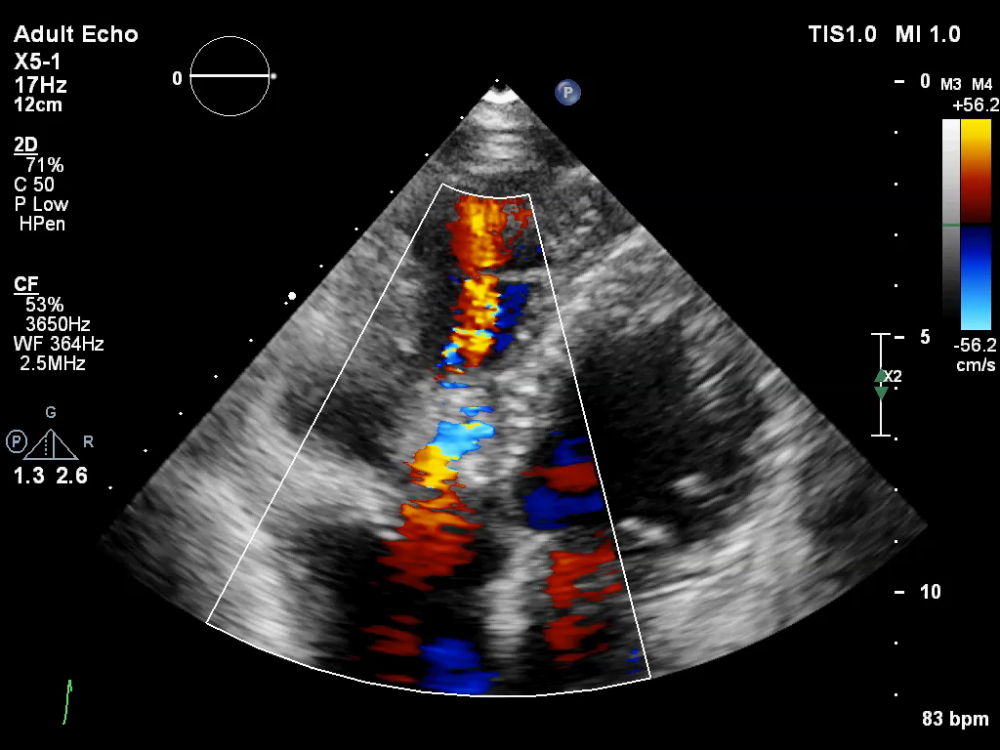 Adult Echo
X5-1
17Hz
12cm
2D
71%
C 50
P Low
HPen
CF
53%
3650Hz
WF 364Hz
2.5MHz
G
P R
1.3 2.6
0
P
TIS1.0 MI 1.0
0
M3 M4
+56.2
5
-56.2
cm/s
X2
10
83 bpm